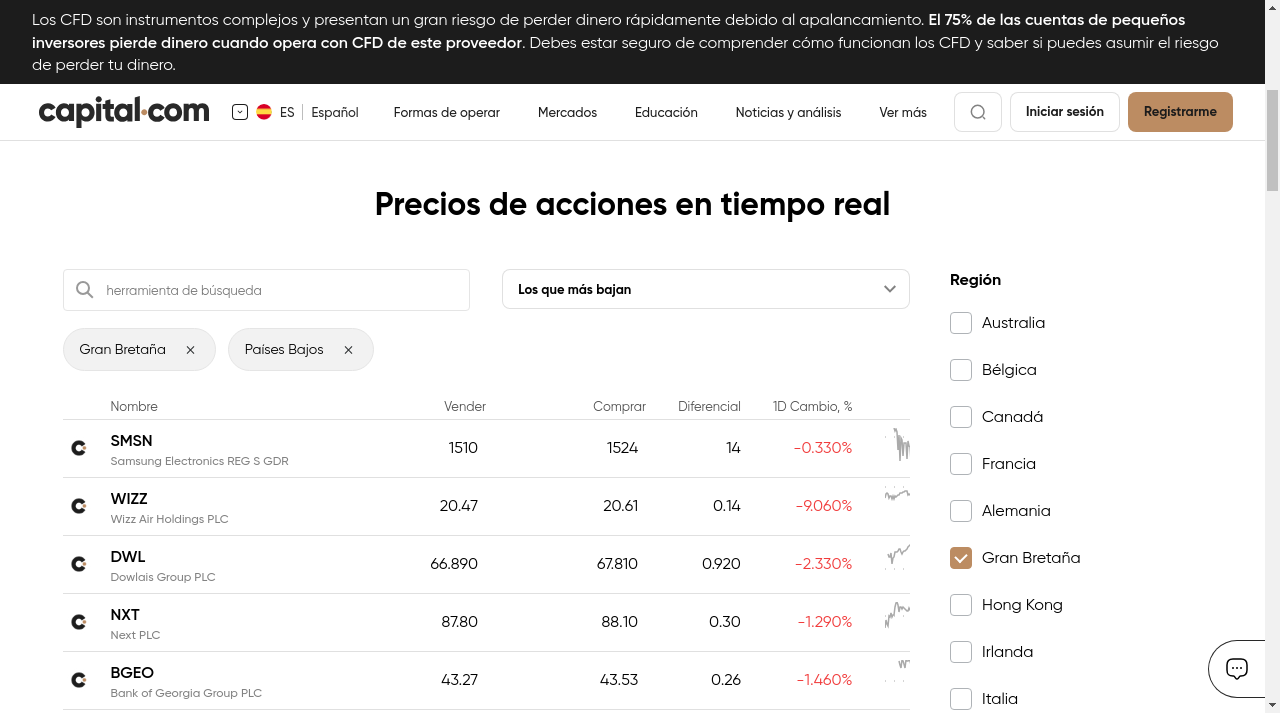 Los CFD son instrumentos complejos y presentan un gran riesgo de perder dinero rápidamente debido al apalancamiento. El 75% de las cuentas de pequeños
inversores pierde dinero cuando opera con CFD de este proveedor. Debes estar seguro de comprender cómo funcionan los CFD y saber si puedes asumir el riesgo
de perder tu dinero.
capital.com ES Español Formas de operar Mercados Educación Noticias y análisis Ver más Iniciar sesión Registrarme
Precios de acciones en tiempo real
herramienta de búsqueda Los que más bajan
Gran Bretaña Países Bajos
Nombre Vender Comprar Diferencial 1D Cambio, %
SMSN 1510 1524 14 -0.330%
Samsung Electronics REG S GDR
WIZZ 20.47 20.61 0.14 -9.060%
Wizz Air Holdings PLC
DWL 66.890 67.810 0.920 -2.330%
Dowlais Group PLC
NXT 87.80 88.10 0.30 -1.290%
Next PLC
BGEO 43.27 43.53 0.26 -1.460%
Bank of Georgia Group PLC
Región
Australia
Bélgica
Canadá
Francia
Alemania
Gran Bretaña
Hong Kong
Irlanda
Italia